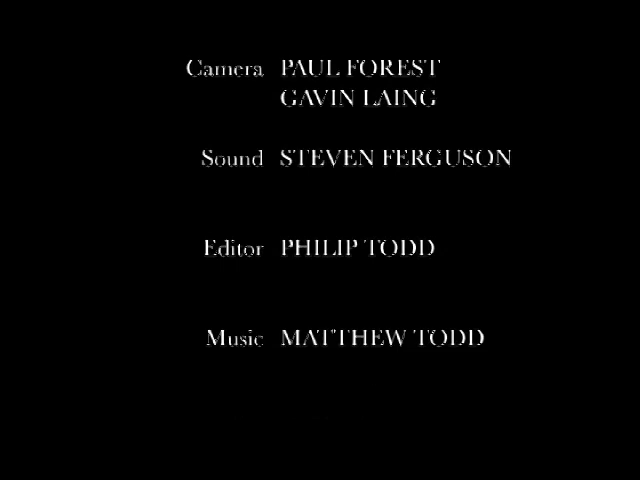 Camera PAUL FOREST
GAVIN LAING
Sound STEVEN FERGUSON
Editor PHILIP TODD
Music MATTHEW TODD